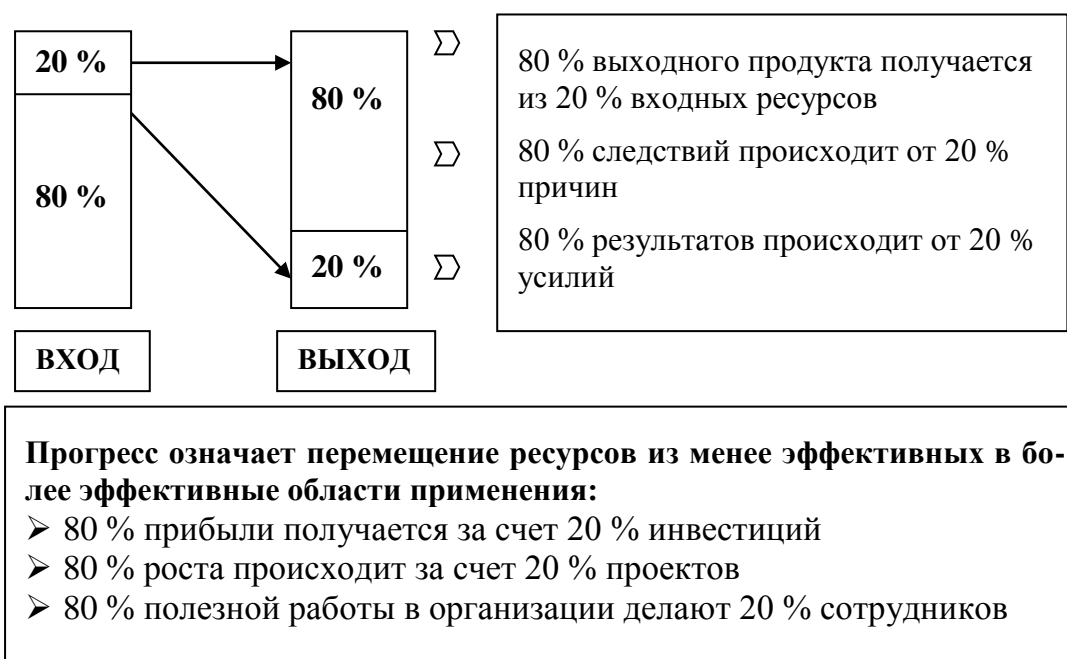 20 %
80 %
80 %
20 %
ВХОД
ВЫХОД
80 % выходного продукта получается
из 20 % входных ресурсов
80 % следствий происходит от 20 %
причин
80 % результатов происходит от 20 %
усилий
Прогресс означает перемещение ресурсов из менее эффективных в бо-
лее эффективные области применения:
➢ 80 % прибыли получается за счет 20 % инвестиций
➢ 80 % роста происходит за счет 20 % проектов
➢ 80 % полезной работы в организации делают 20 % сотрудников